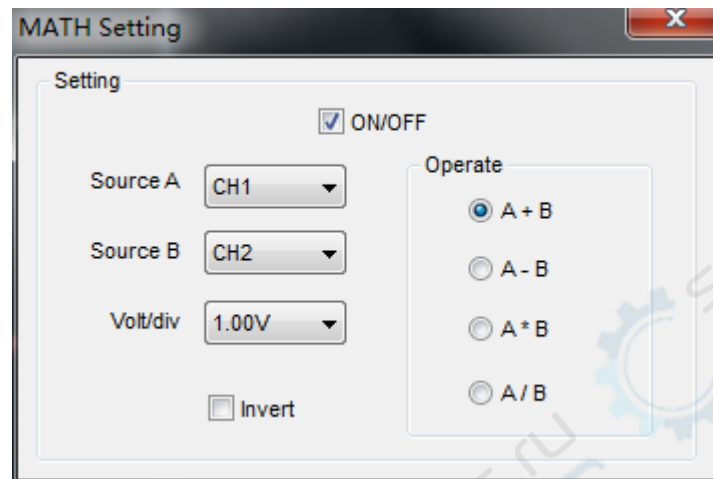 MATH Setting
Setting
ON/OFF
Source A CH1
Source B CH2
Volt/div 1.00V
Invert
Operate
A + B
A - B
A * B
A / B